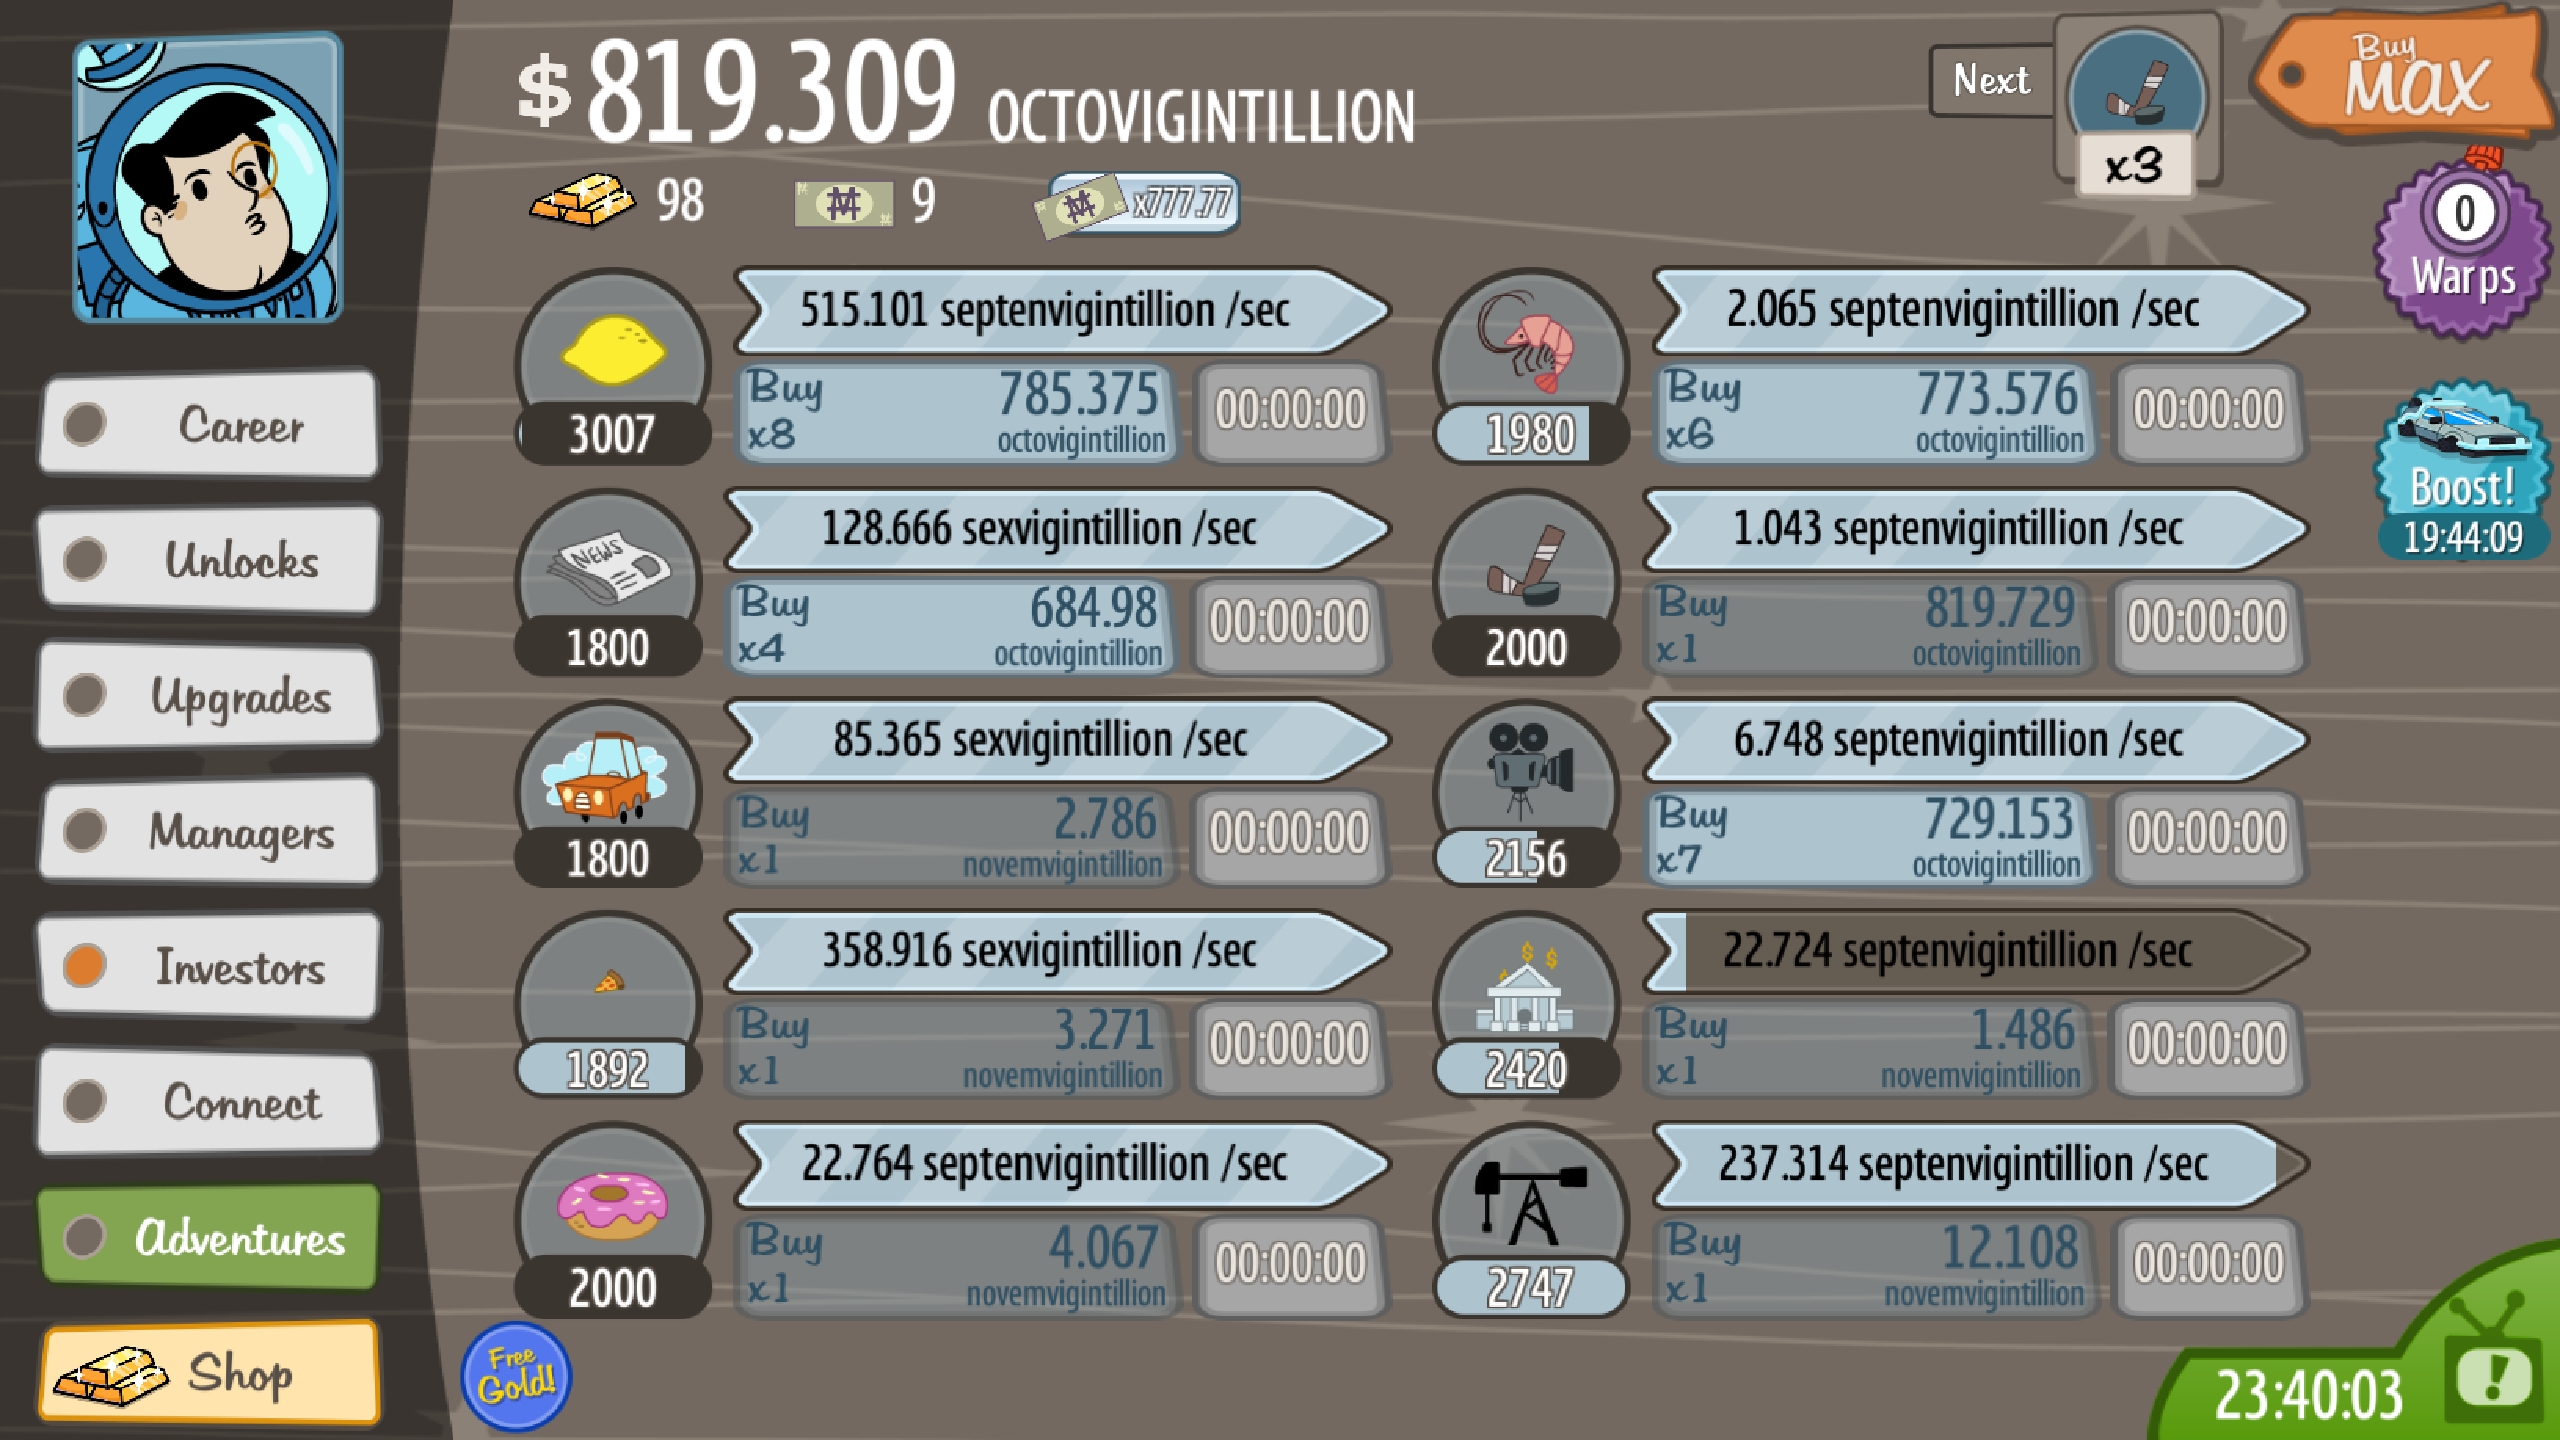 $819.309 OCTOVIGINTILLION
98
9
x777.77
Next
x3
Buy
MAX
0
Warps
Boost!
19:44:09
Career
Unlocks
Upgrades
Managers
Investors
Connect
Adventures
Shop
515.101 septenvigintillion /sec
3007
Buy
x8
785.375
octovigintillion
00:00:00
NEWS
128.666 sexvigintillion /sec
1800
Buy
x4
684.98
octovigintillion
00:00:00
85.365 sexvigintillion /sec
1800
Buy
x1
2.786
novemvigintillion
00:00:00
358.916 sexvigintillion /sec
1892
Buy
x1
3.271
novemvigintillion
00:00:00
22.764 septenvigintillion /sec
2000
Buy
x1
4.067
novemvigintillion
00:00:00
2.065 septenvigintillion /sec
1980
Buy
x6
773.576
octovigintillion
00:00:00
1.043 septenvigintillion /sec
2000
Buy
x1
819.729
octovigintillion
00:00:00
6.748 septenvigintillion /sec
2156
Buy
x7
729.153
octovigintillion
00:00:00
22.724 septenvigintillion /sec
2420
Buy
x1
1.486
novemvigintillion
00:00:00
237.314 septenvigintillion /sec
2747
Buy
x1
12.108
novemvigintillion
00:00:00
Free
Gold!
23:40:03
!